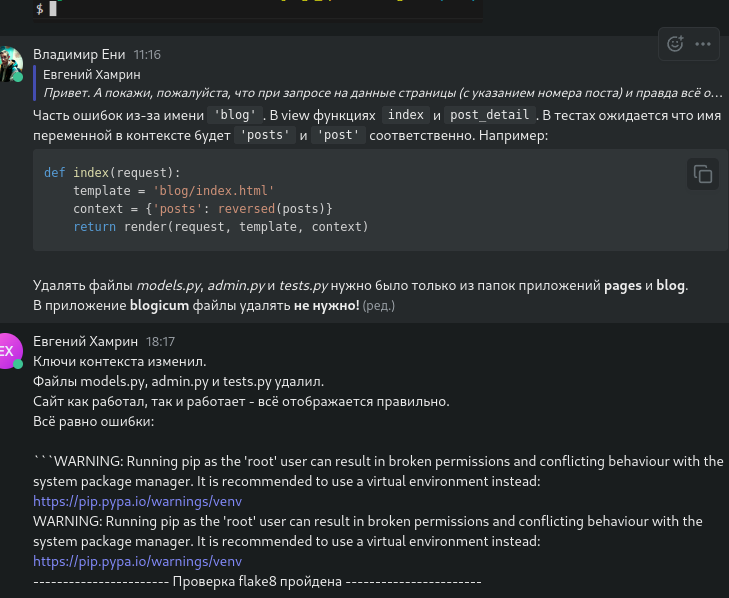 $
Владимир Ени 11:16
Евгений Хамрин
Привет. А покажи, пожалуйста, что при запросе на данные страницы (с указанием номера поста) и правда всё о...
Часть ошибок из-за имени 'blog'. В view функциях index и post_detail. В тестах ожидается что имя
переменной в контексте будет 'posts' и 'post' соответственно. Например:
def index(request):
    template = 'blog/index.html'
    context = {'posts': reversed(posts)}
    return render(request, template, context)
Удалять файлы models.py, admin.py и tests.py нужно было только из папок приложений pages и blog.
В приложение blogicum файлы удалять не нужно! (ред.)
EX
Евгений Хамрин 18:17
Ключи контекста изменил.
Файлы models.py, admin.py и tests.py удалил.
Сайт как работал, так и работает - всё отображается правильно.
Всё равно ошибки:
```WARNING: Running pip as the 'root' user can result in broken permissions and conflicting behaviour with the
system package manager. It is recommended to use a virtual environment instead:
https://pip.pypa.io/warnings/venv
WARNING: Running pip as the 'root' user can result in broken permissions and conflicting behaviour with the
system package manager. It is recommended to use a virtual environment instead:
https://pip.pypa.io/warnings/venv
----------------------- Проверка flake8 пройдена -----------------------